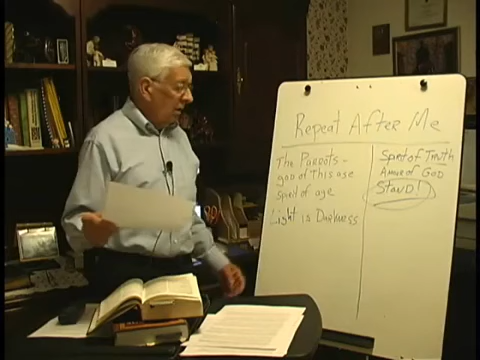 Repeat After Me
The Parrots -
god of this age
spirit of age
Light is Darkness
Spirit of Truth
Armor of GOD
STAND!